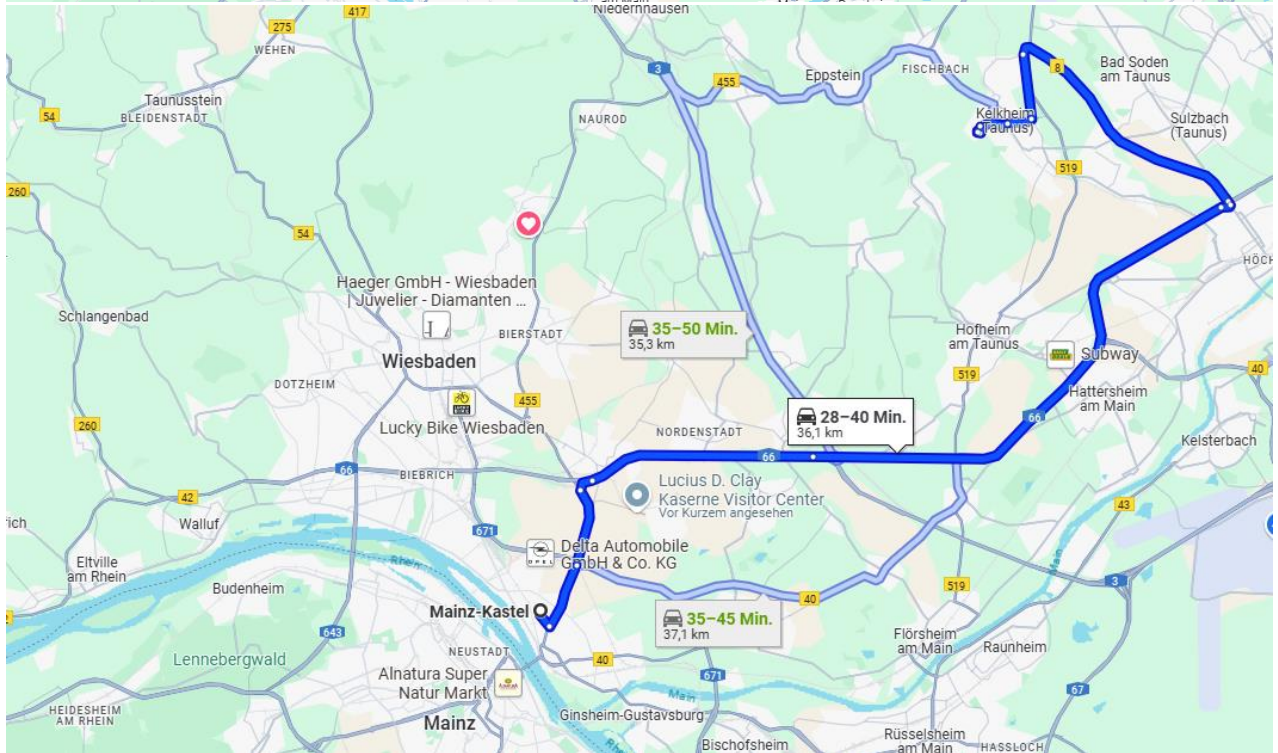 Niedernhausen
417
275
WEHEN
3
455
Eppstein
FISCHBACH
8
Bad Soden
am Taunus
Taunusstein
BLEIDENSTADT
54
NAUROD
Kelkheim
(Taunus)
Sulzbach
(Taunus)
519
260
54
HÖCH
Haeger GmbH - Wiesbaden
| Juwelier - Diamanten ...
Schlangenbad
BIERSTADT
35–50 Min.
35,3 km
Hofheim
am Taunus
Subway
Wiesbaden
DOTZHEIM
519
40
Hattersheim
am Main
455
Lucky Bike Wiesbaden
28–40 Min.
36,1 km
66
260
NORDENSTADT
Kelsterbach
BIEBRICH
66
66
42
Lucius D. Clay
Kaserne Visitor Center
Vor Kurzem angesehen
43
Walluf
671
Delta Automobile
GmbH & Co. KG
OPEL
Eltville
am Rhein
Rhein
Main
3
Budenheim
519
Mainz-Kastel
40
35–45 Min.
37,1 km
643
Flörsheim
am Main
Raunheim
NEUSTADT
Lennebergwald
40
671
Alnatura Super
Natur Markt
67
Main
HEIDESHEIM
AM RHEIN
Mainz
Ginsheim-Gustavsburg
Rhein
Rüsselsheim
am Main
Bischofsheim
HASSLOCH